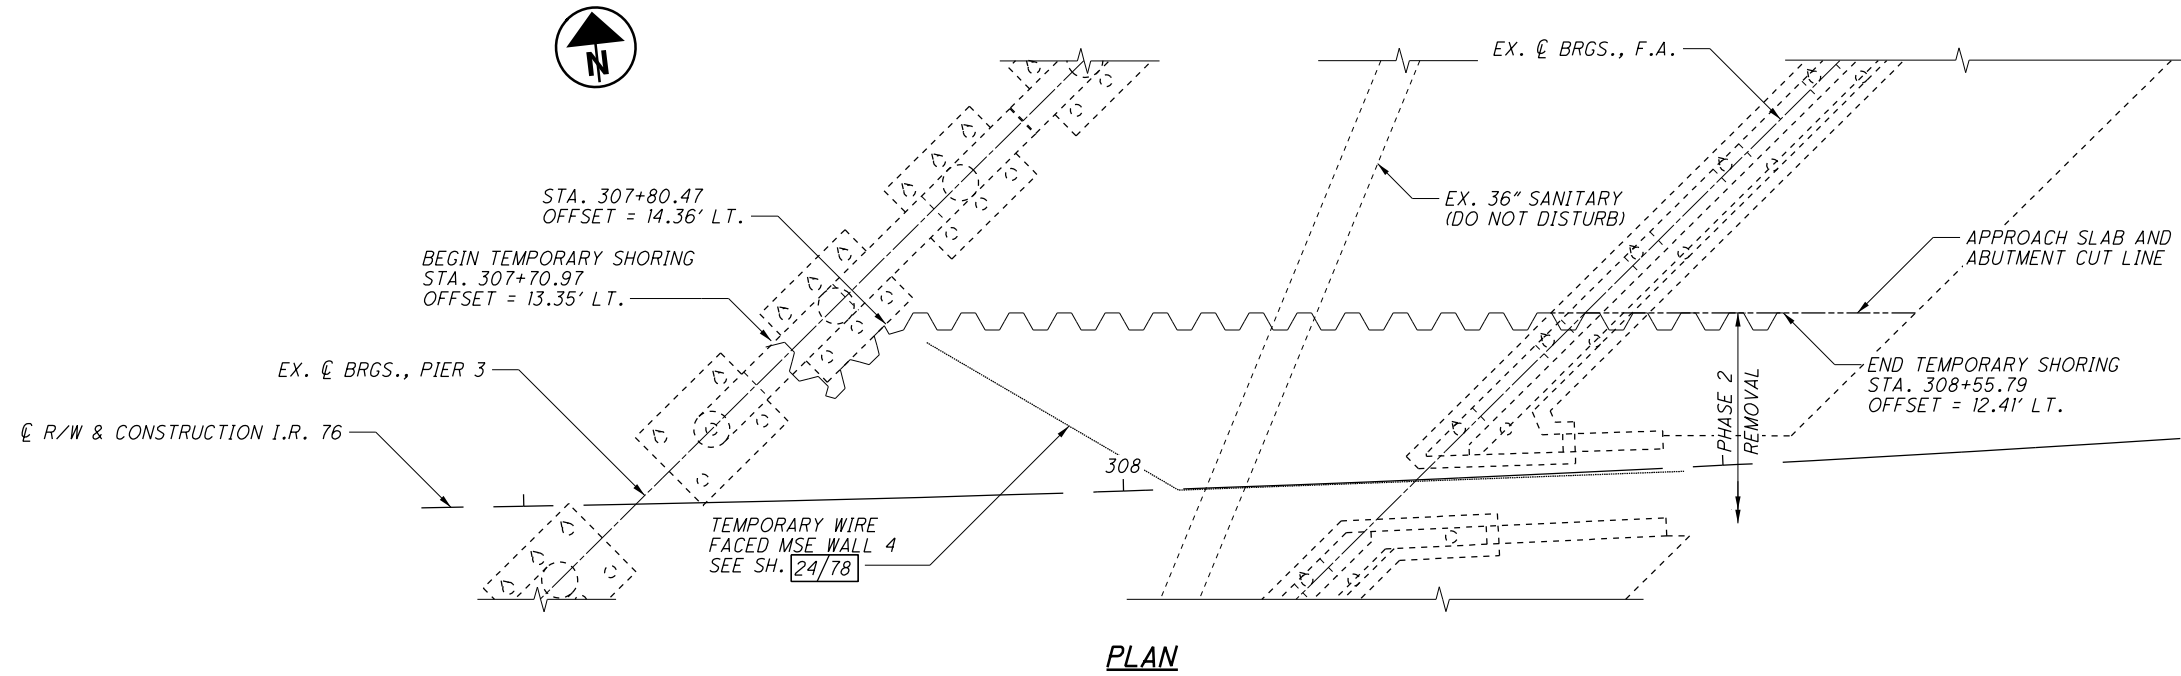 N
EX. ℄ BRGS., F.A.
STA. 307+80.47
OFFSET = 14.36' LT.
EX. 36" SANITARY
(DO NOT DISTURB)
BEGIN TEMPORARY SHORING
STA. 307+70.97
OFFSET = 13.35' LT.
APPROACH SLAB AND
ABUTMENT CUT LINE
EX. ℄ BRGS., PIER 3
END TEMPORARY SHORING
STA. 308+55.79
OFFSET = 12.41' LT.
PHASE 2
REMOVAL
℄ R/W & CONSTRUCTION I.R. 76
308
TEMPORARY WIRE
FACED MSE WALL 4
SEE SH. 24/78
PLAN